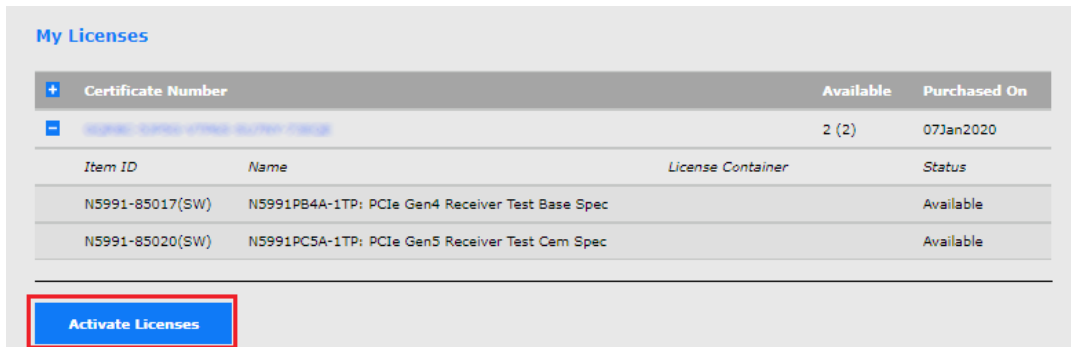 My Licenses
Certificate Number Available Purchased On
2 (2) 07Jan2020
Item ID Name License Container Status
N5991-85017(SW) N5991PB4A-1TP: PCIe Gen4 Receiver Test Base Spec Available
N5991-85020(SW) N5991PC5A-1TP: PCIe Gen5 Receiver Test Cem Spec Available
Activate Licenses